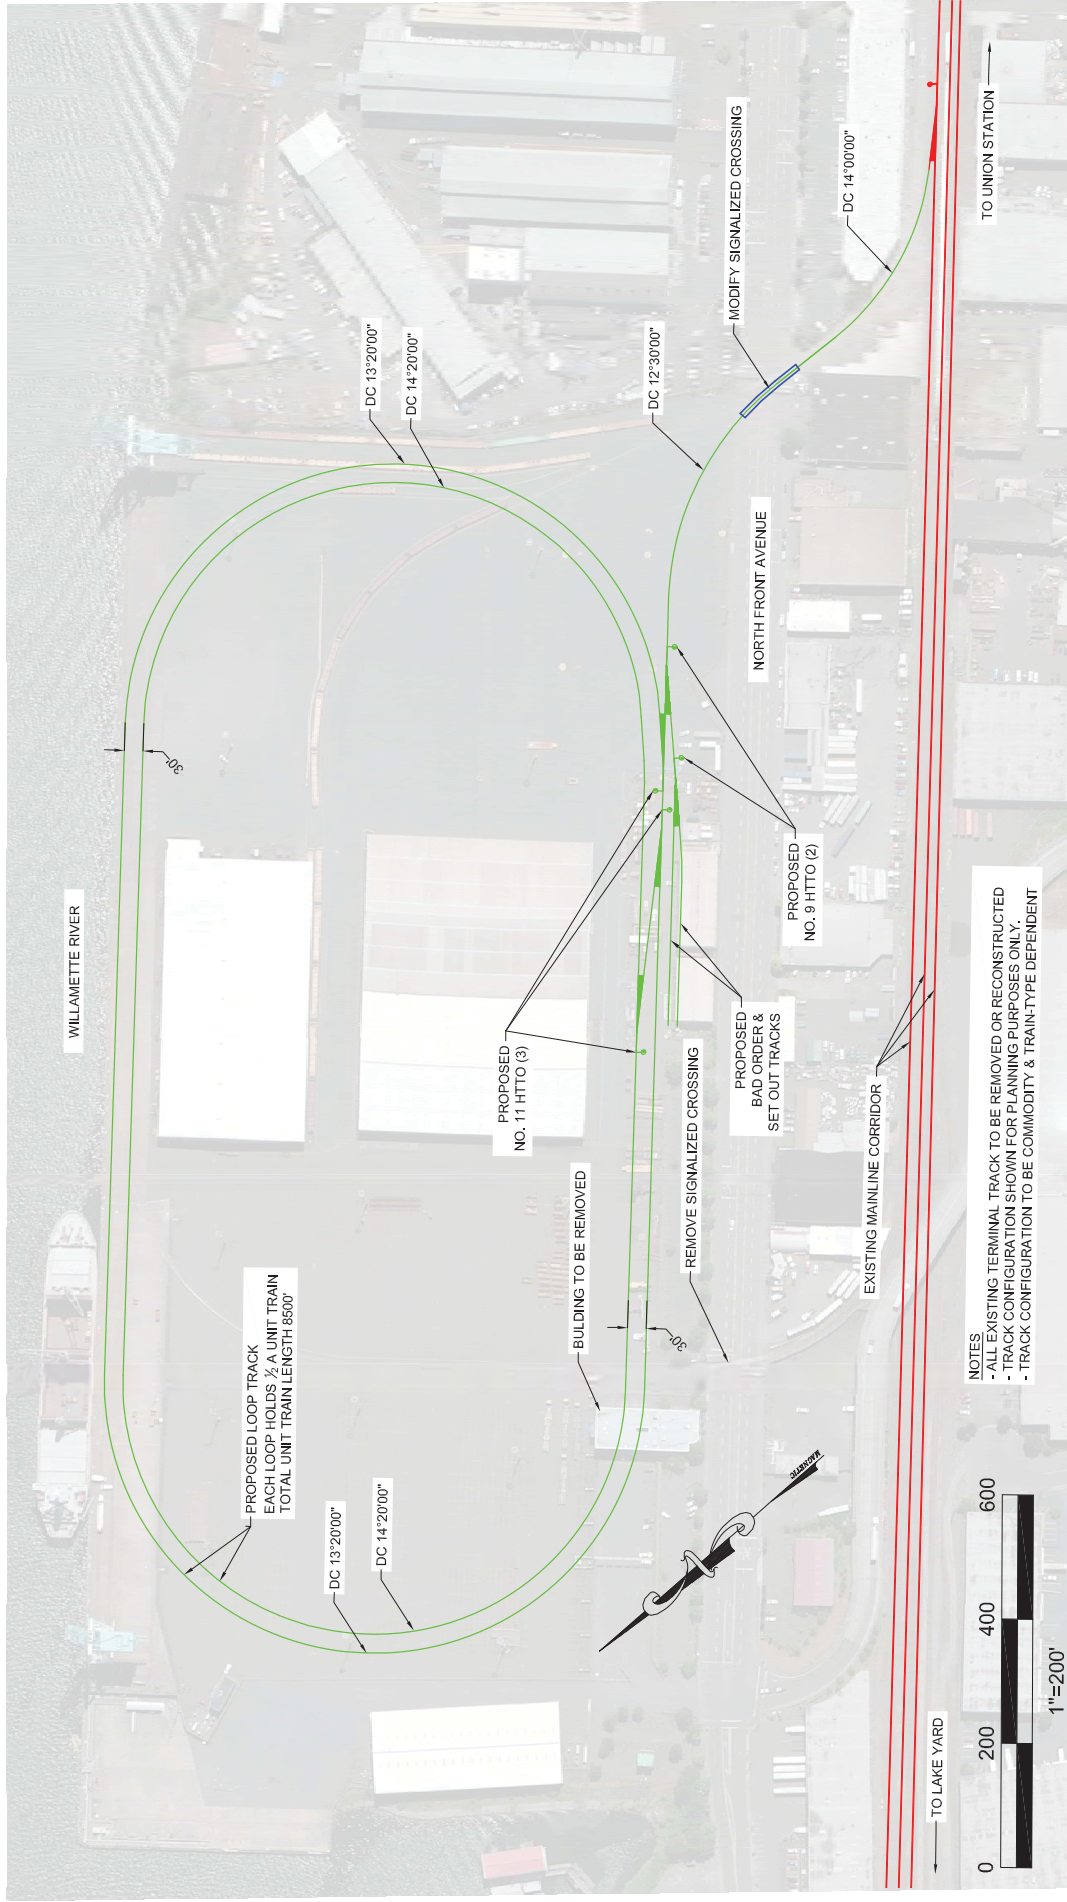 WILLAMETTE RIVER
30'
PROPOSED LOOP TRACK
EACH LOOP HOLDS ½ A UNIT TRAIN
TOTAL UNIT TRAIN LENGTH 8500'
DC 13°20'00"
DC 14°20'00"
DC 13°20'00"
DC 14°20'00"
PROPOSED
NO. 11 HTTO (3)
BULDING TO BE REMOVED
30'
REMOVE SIGNALIZED CROSSING
PROPOSED
BAD ORDER &
SET OUT TRACKS
PROPOSED
NO. 9 HTTO (2)
NORTH FRONT AVENUE
DC 12°30'00"
MODIFY SIGNALIZED CROSSING
DC 14°00'00"
MAGNETIC
N
EXISTING MAINLINE CORRIDOR
TO LAKE YARD
TO UNION STATION
NOTES
- ALL EXISTING TERMINAL TRACK TO BE REMOVED OR RECONSTRUCTED
- TRACK CONFIGURATION SHOWN FOR PLANNING PURPOSES ONLY.
- TRACK CONFIGURATION TO BE COMMODITY & TRAIN-TYPE DEPENDENT
0 200 400 600
1"=200'